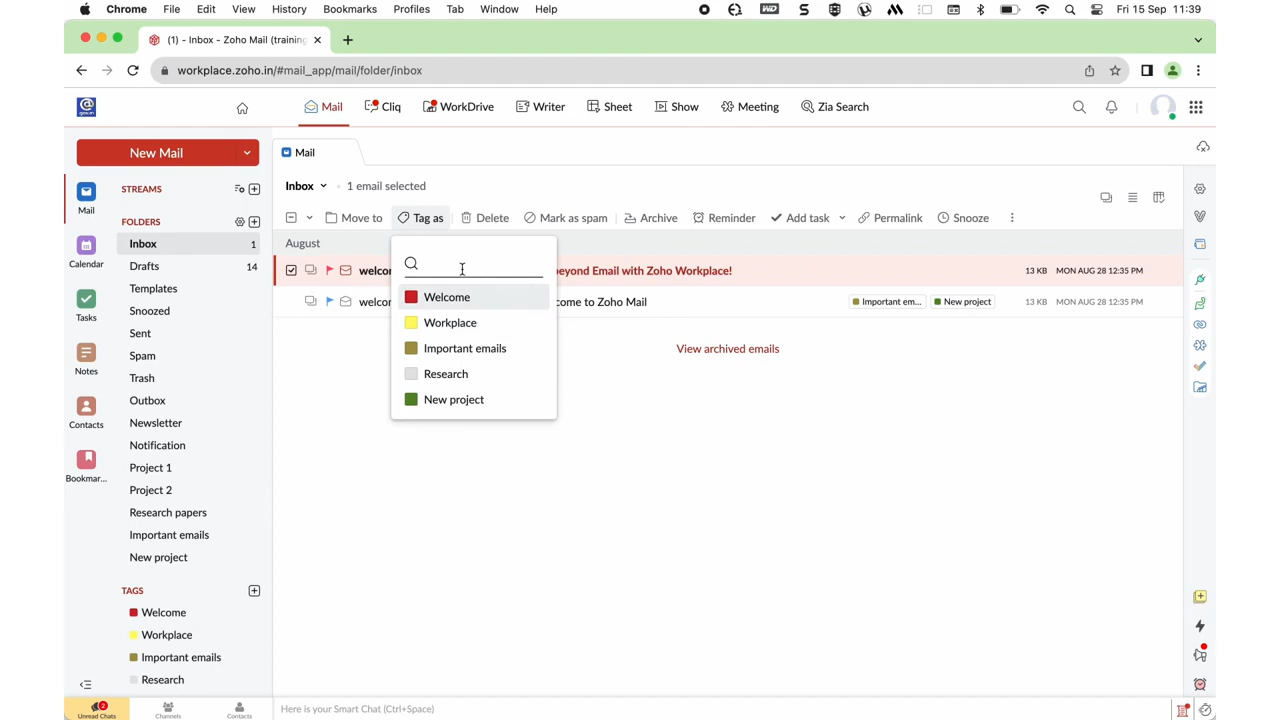 Chrome File Edit View History Bookmarks Profiles Tab Window Help
Fri 15 Sep 11:39
(1) - Inbox - Zoho Mail (training
workplace.zoho.in/#mail_app/mail/folder/inbox
Mail Cliq WorkDrive Writer Sheet Show Meeting Zia Search
New Mail
Mail
Calendar
Tasks
Notes
Contacts
Bookmar...
STREAMS
FOLDERS
Inbox 1
Drafts 14
Templates
Snoozed
Sent
Spam
Trash
Outbox
Newsletter
Notification
Project 1
Project 2
Research papers
Important emails
New project
TAGS
Welcome
Workplace
Important emails
Research
Mail
Inbox 1 email selected
Move to Tag as Delete Mark as spam Archive Reminder Add task Permalink Snooze
August
welcor beyond Email with Zoho Workplace! 13 KB MON AUG 28 12:35 PM
welcor come to Zoho Mail Important em... New project 13 KB MON AUG 28 12:35 PM
Welcome
Workplace
Important emails
Research
New project
View archived emails
2
Unread Chats Channels Contacts
Here is your Smart Chat (Ctrl+Space)